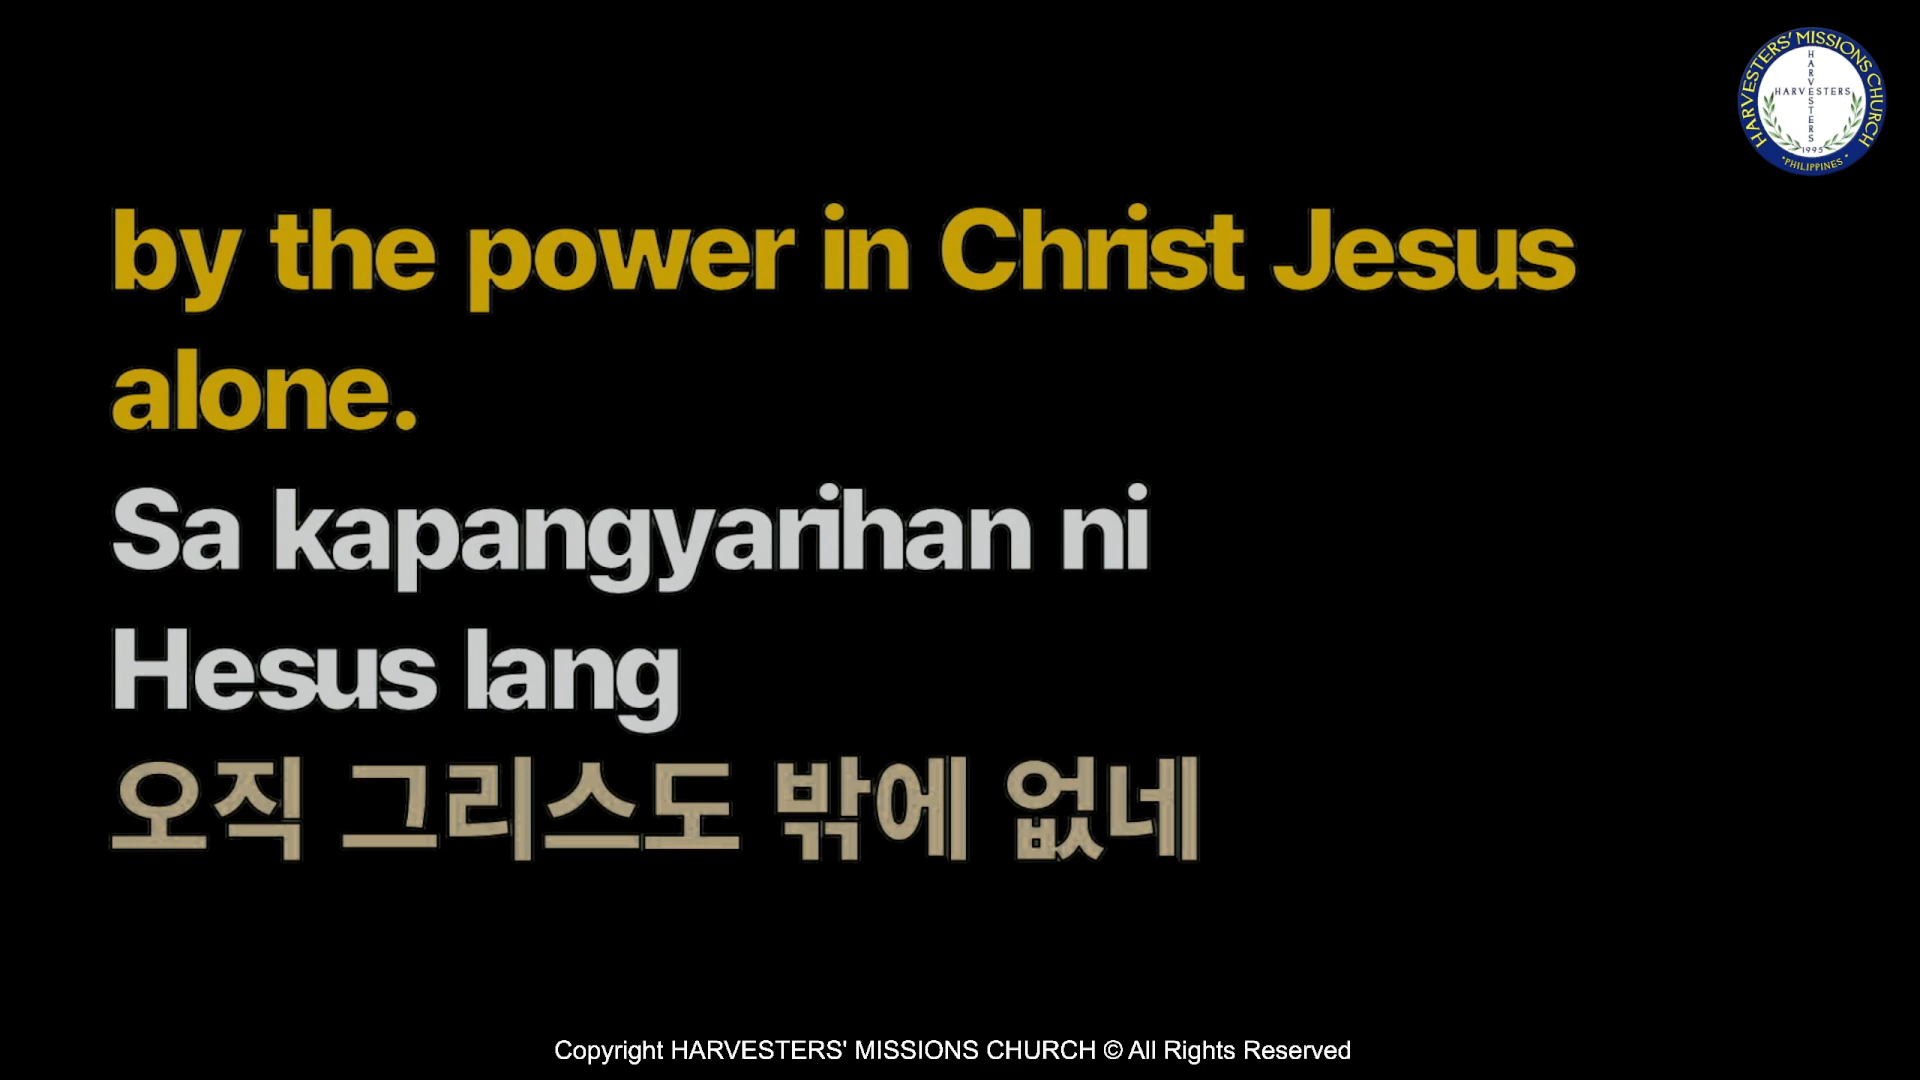 HARVESTERS' MISSIONS CHURCH
HARVESTERS
HARVESTERS
1995
•PHILIPPINES•
by the power in Christ Jesus
alone.
Sa kapangyarihan ni
Hesus lang
오직 그리스도 밖에 없네
Copyright HARVESTERS' MISSIONS CHURCH © All Rights Reserved